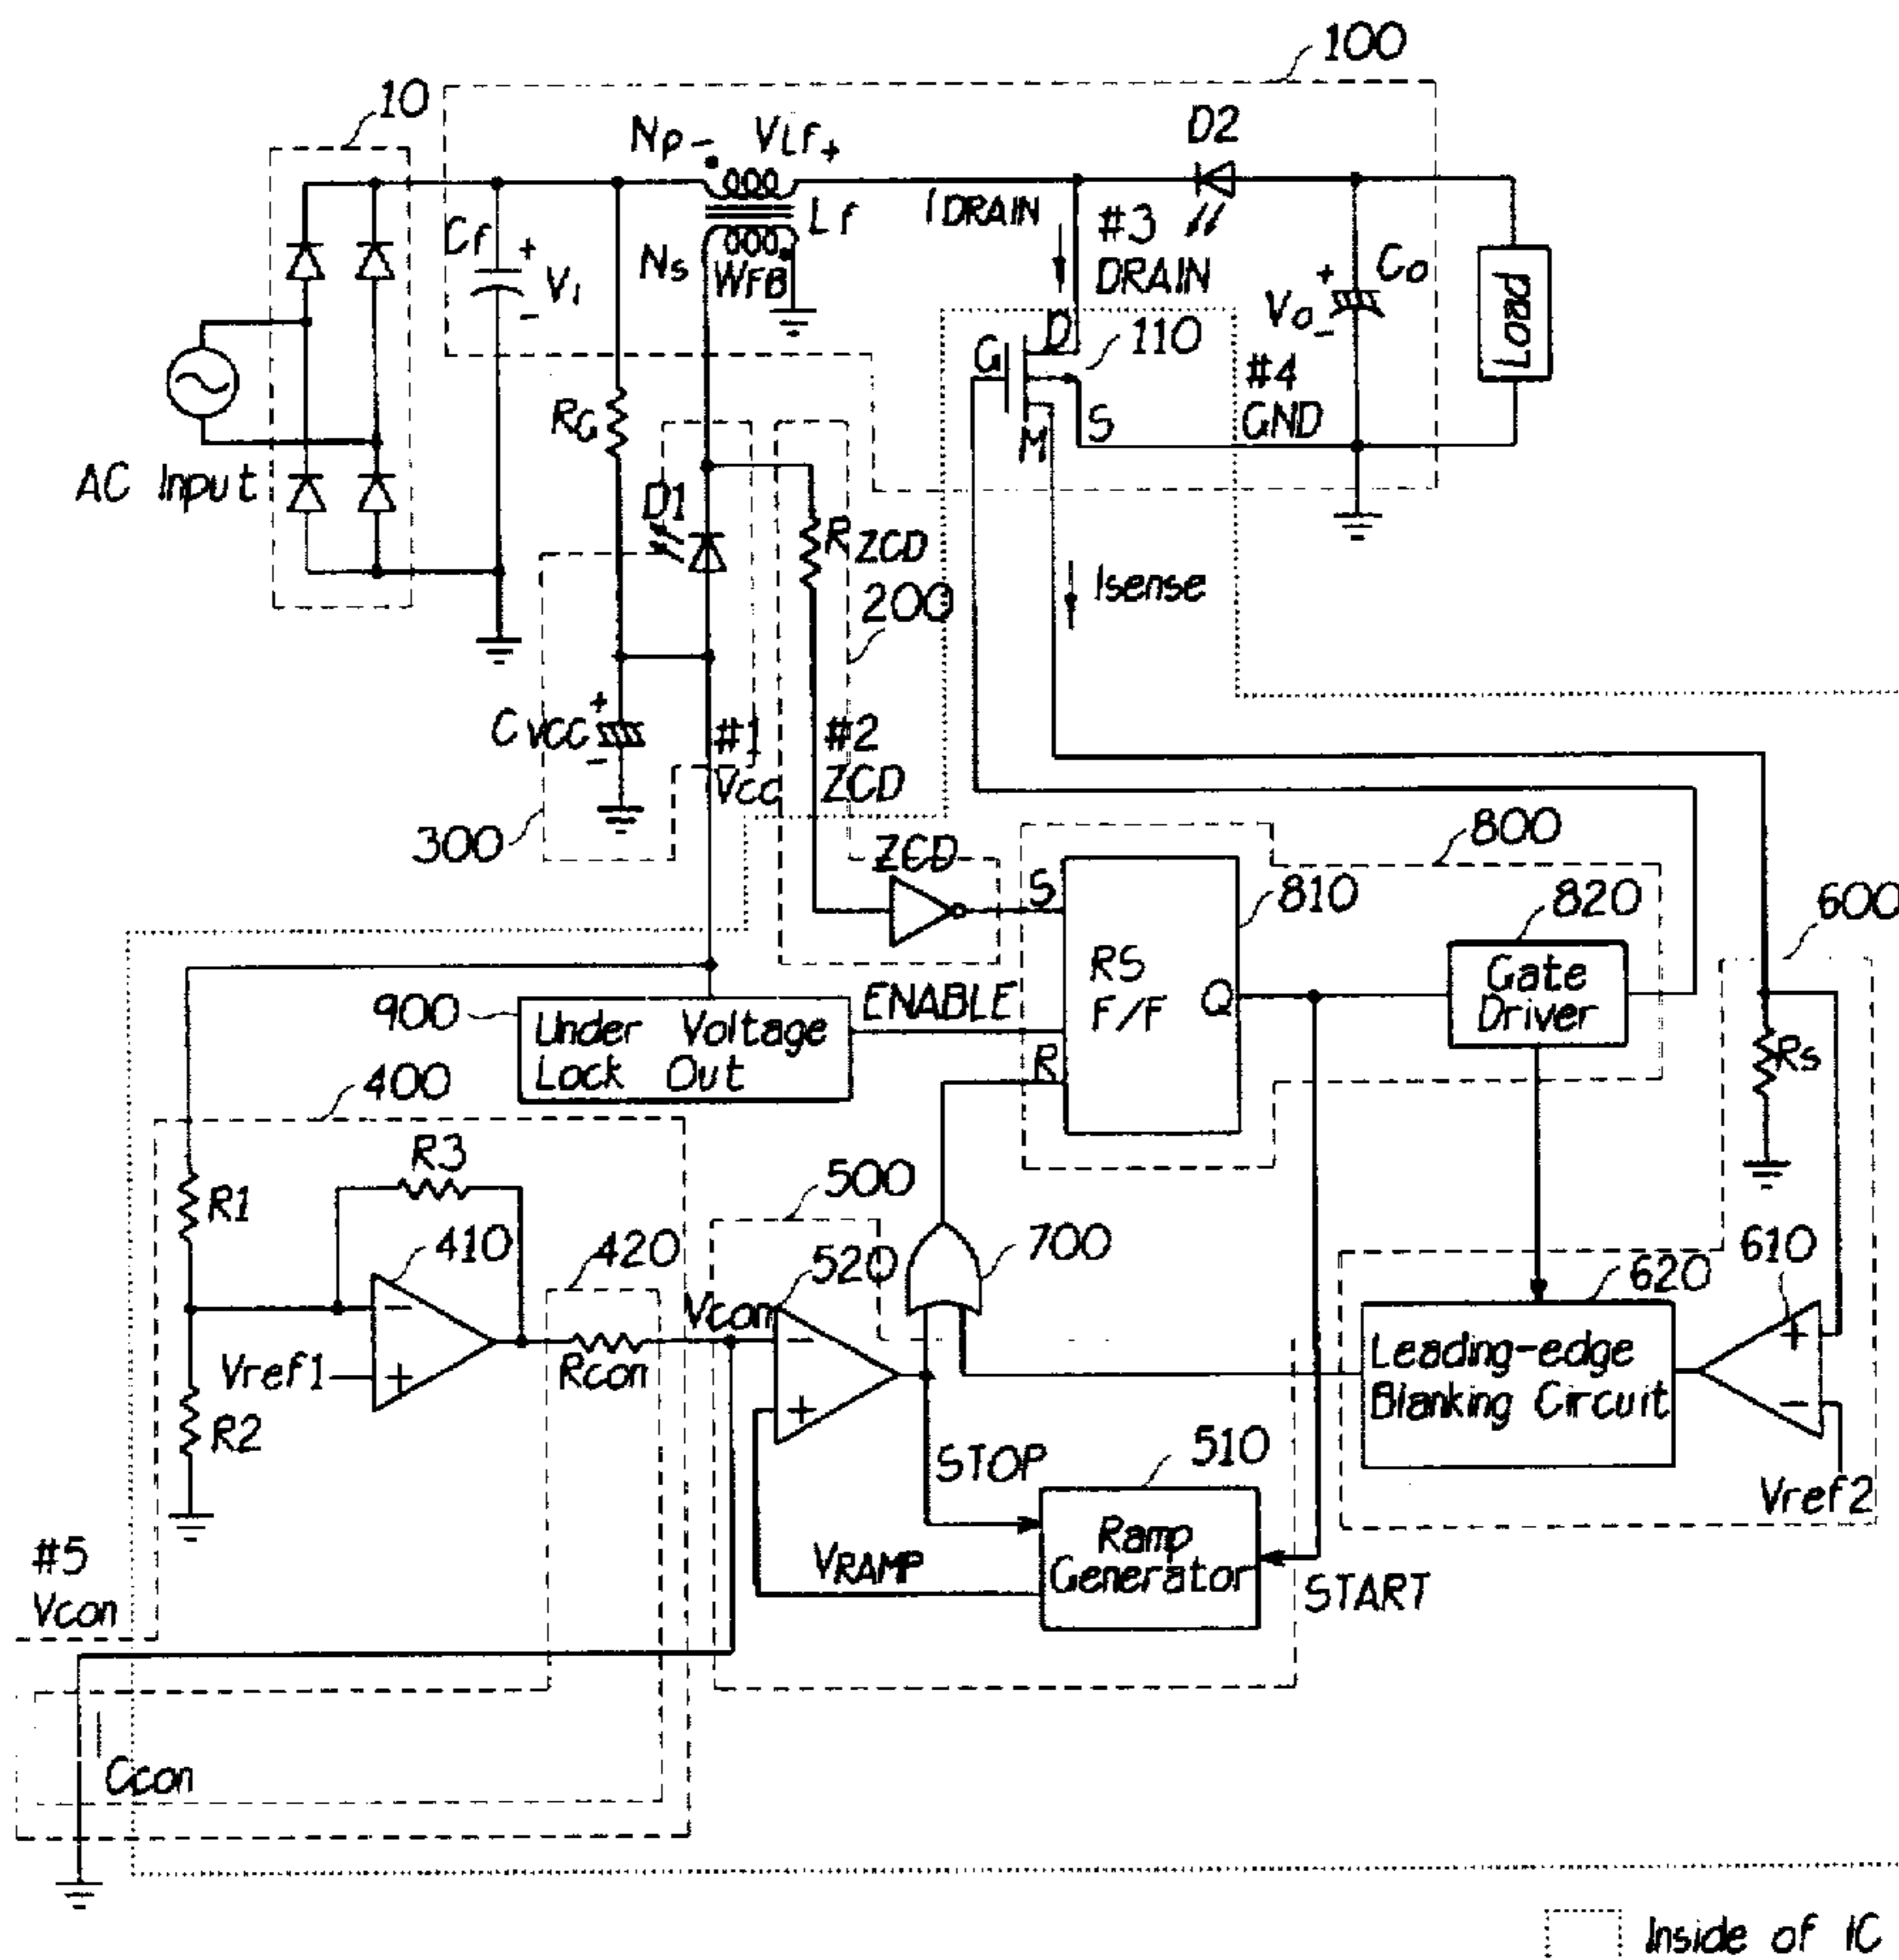 100
10
Np - VLf +
D2
Lf
IDRAIN
#3
DRAIN
Cf + Vi -
Ns
WFB
Co
+ Vo -
Load
D
110
G
#4
GND
RG
S
M
AC Input
D1
RZCD
200
Isense
CVCC + -
#1
Vcc
#2
ZCD
300
ZCD
800
S
810
820
600
RS
F/F
Q
Gate
Driver
ENABLE
900
Under Voltage
Lock Out
R
Rs
400
R3
500
R1
410
420
520
700
610
620
Vcon
-
+
Vref1
+
-
Rcon
-
+
Leading-edge
Blanking Circuit
R2
STOP
510
Vref2
Ramp
Generator
#5
Vcon
VRAMP
START
Ccon
Inside of IC